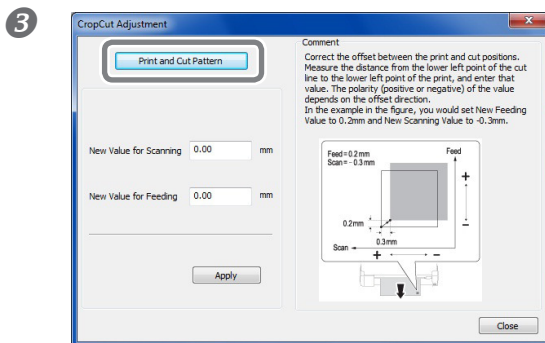 3
CropCut Adjustment
x
Print and Cut Pattern
New Value for Scanning 0.00 mm
New Value for Feeding 0.00 mm
Apply
Comment
Correct the offset between the print and cut positions.
Measure the distance from the lower left point of the cut
line to the lower left point of the print, and enter that
value. The polarity (positive or negative) of the value
depends on the offset direction.
In the example in the figure, you would set New Feeding
Value to 0.2mm and New Scanning Value to -0.3mm.
Feed=0.2 mm
Scan=-0.3 mm
Feed
+
0.2mm
-
0.3mm
Scan
+ -
Close